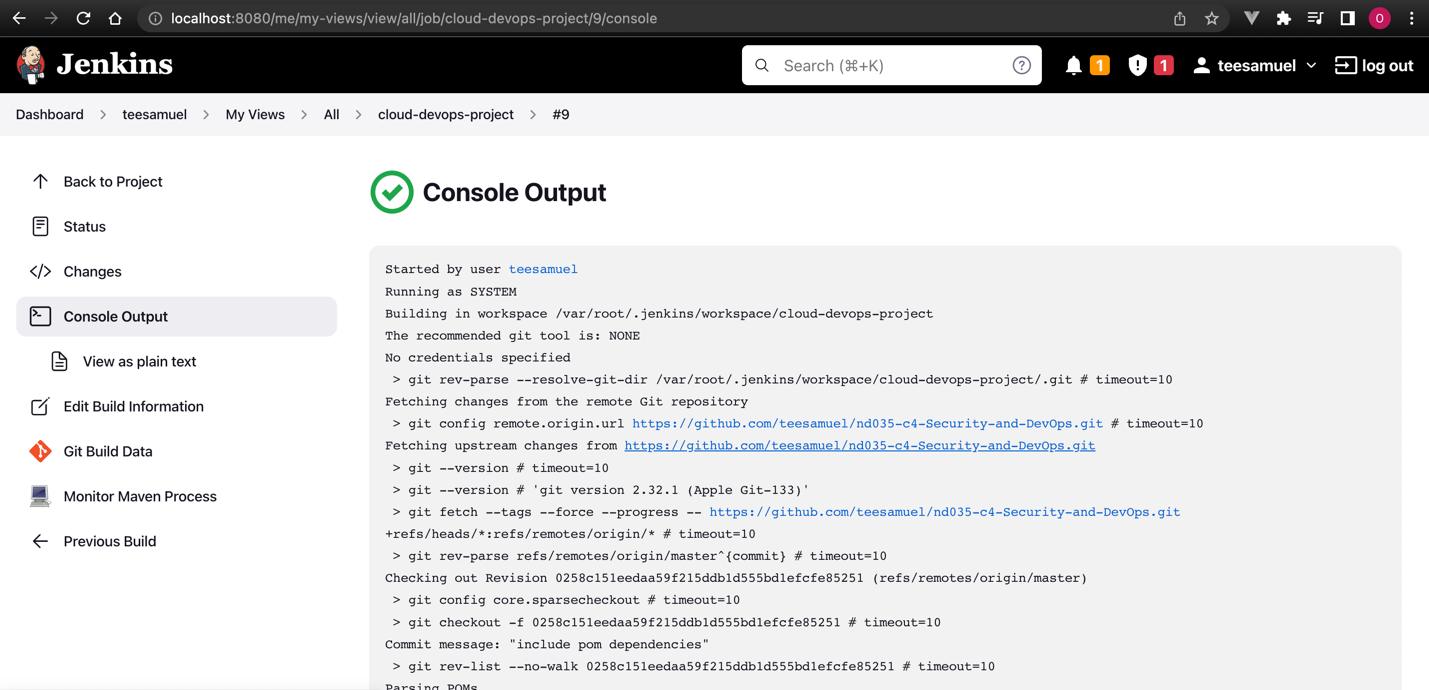 localhost:8080/me/my-views/view/all/job/cloud-devops-project/9/console
O
Jenkins
Search (⌘+K)
1
1
teesamuel
log out
Dashboard > teesamuel > My Views > All > cloud-devops-project > #9
Back to Project
Status
Changes
Console Output
View as plain text
Edit Build Information
Git Build Data
Monitor Maven Process
Previous Build
Console Output
Started by user teesamuel
Running as SYSTEM
Building in workspace /var/root/.jenkins/workspace/cloud-devops-project
The recommended git tool is: NONE
No credentials specified
 > git rev-parse --resolve-git-dir /var/root/.jenkins/workspace/cloud-devops-project/.git # timeout=10
Fetching changes from the remote Git repository
 > git config remote.origin.url https://github.com/teesamuel/nd035-c4-Security-and-DevOps.git # timeout=10
Fetching upstream changes from https://github.com/teesamuel/nd035-c4-Security-and-DevOps.git
 > git --version # timeout=10
 > git --version # 'git version 2.32.1 (Apple Git-133)'
 > git fetch --tags --force --progress -- https://github.com/teesamuel/nd035-c4-Security-and-DevOps.git
+refs/heads/*:refs/remotes/origin/* # timeout=10
 > git rev-parse refs/remotes/origin/master^{commit} # timeout=10
Checking out Revision 0258c151eedaa59f215ddb1d555bd1efcfe85251 (refs/remotes/origin/master)
 > git config core.sparsecheckout # timeout=10
 > git checkout -f 0258c151eedaa59f215ddb1d555bd1efcfe85251 # timeout=10
Commit message: "include pom dependencies"
 > git rev-list --no-walk 0258c151eedaa59f215ddb1d555bd1efcfe85251 # timeout=10
Parsing POMs